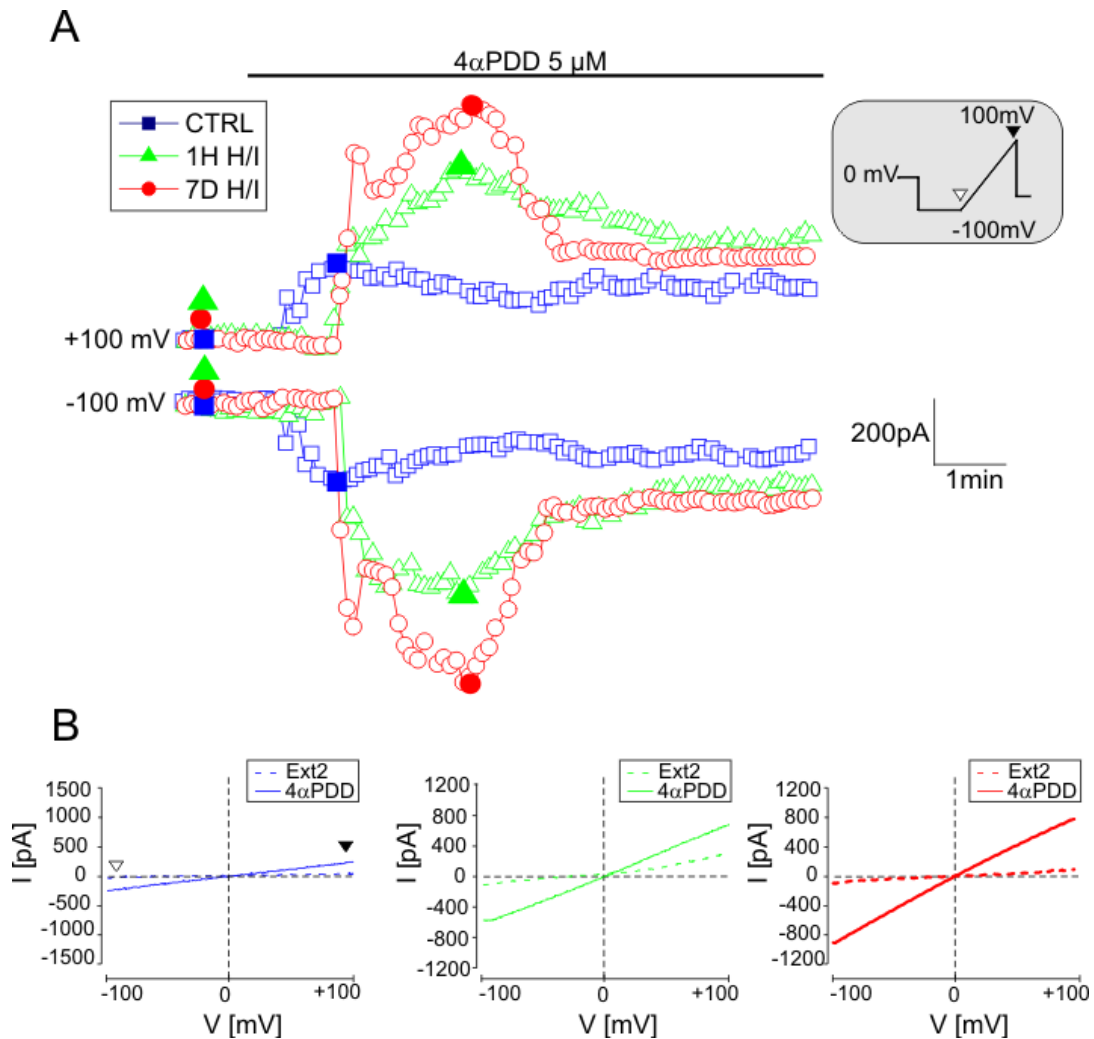 A
4αPDD 5 µM
CTRL
1H H/I
7D H/I
100mV
0 mV
-100mV
+100 mV
-100 mV
200pA
1min
B
Ext2
4αPDD
1500
1000
500
0
-500
-1000
-1500
I [pA]
-100
0
+100
V [mV]
Ext2
4αPDD
1200
800
400
0
-400
-800
-1200
I [pA]
-100
0
+100
V [mV]
Ext2
4αPDD
1200
800
400
0
-400
-800
-1200
I [pA]
-100
0
+100
V [mV]